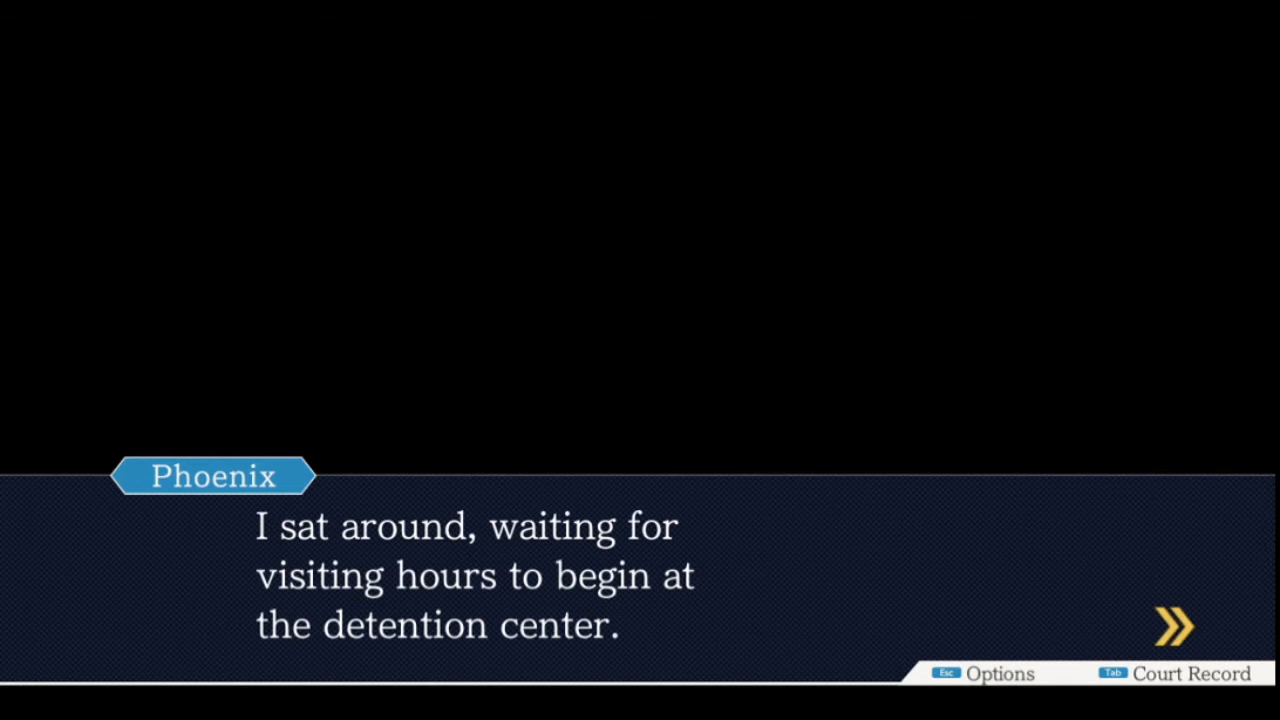 Phoenix
I sat around, waiting for
visiting hours to begin at
the detention center.
Esc Options Tab Court Record